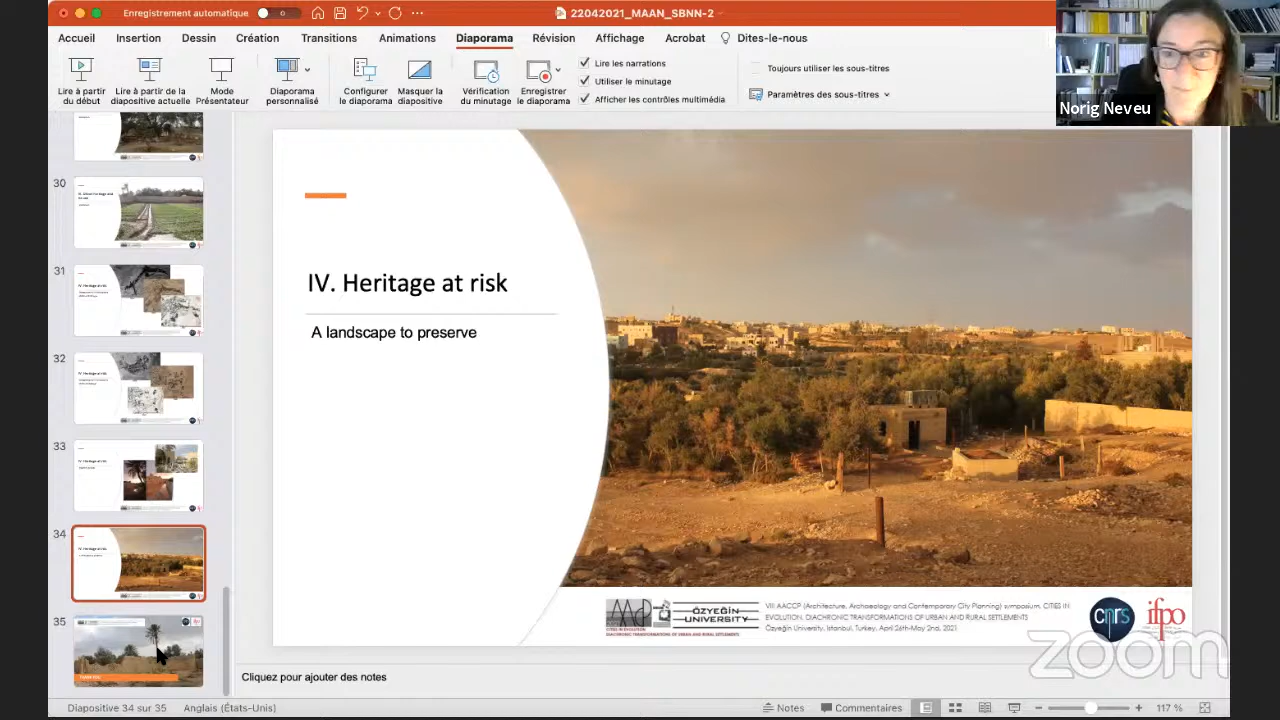 Enregistrement automatique
22042021_MAAN_SBNN-2
Accueil Insertion Dessin Création Transitions Animations Diaporama Révision Affichage Acrobat Dites-le-nous
Lire à partir du début
Lire à partir de la diapositive actuelle
Mode Présentateur
Diaporama personnalisé
Configurer le diaporama
Masquer la diapositive
Vérification du minutage
Enregistrer le diaporama
Lire les narrations
Utiliser le minutage
Afficher les contrôles multimédia
Toujours utiliser les sous-titres
Paramètres des sous-titres
Norig Neveu
30
31
32
33
34
35
IV. Heritage at risk
A landscape to preserve
ÖZYEĞİN
UNIVERSITY
VIII AACCP (Architecture, Archaeology and Contemporary City Planning) symposium, CITIES IN
EVOLUTION. DIACHRONIC TRANSFORMATIONS OF URBAN AND RURAL SETTLEMENTS
Özyeğin University, Istanbul, Turkey. April 26th-May 2nd, 2021
cnrs
ifpo
zoom
Cliquez pour ajouter des notes
Diapositive 34 sur 35 Anglais (États-Unis) Notes Commentaires 117 %